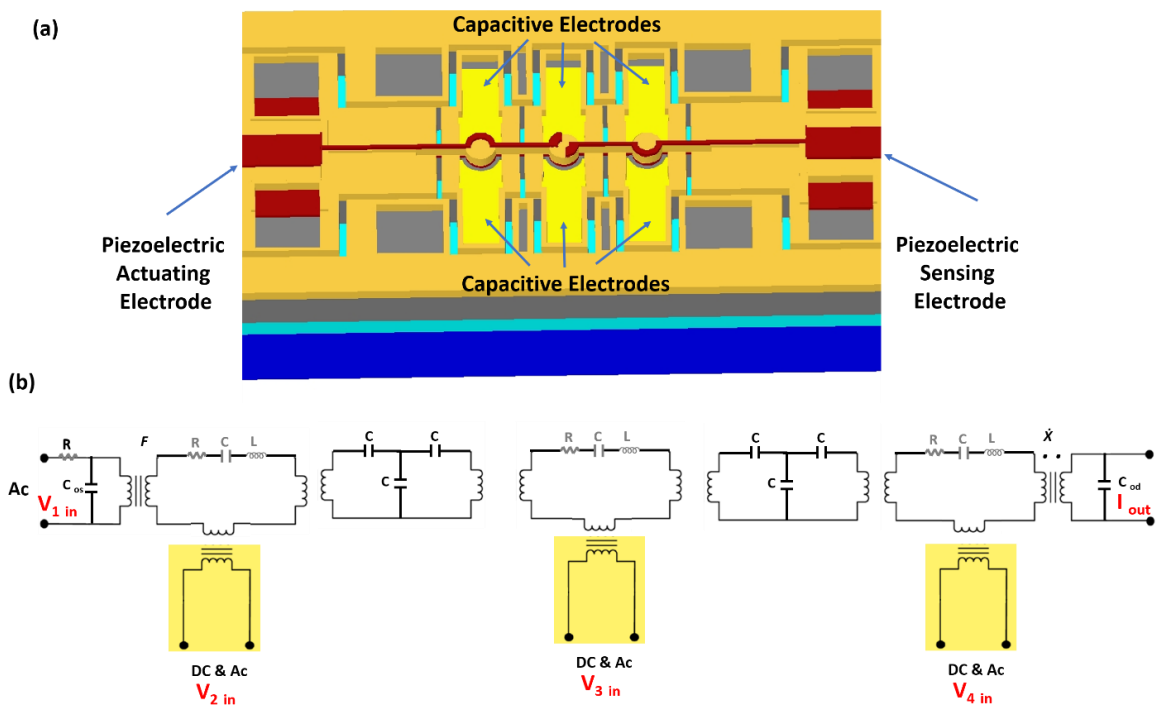 (a)
Capacitive Electrodes
Piezoelectric
Actuating
Electrode
Capacitive Electrodes
Piezoelectric
Sensing
Electrode
(b)
R
F
R C L
C C
C
R C L
C C
C
R C L
Ẋ
Ac
V1 in
C os
C od
I out
DC & Ac
V2 in
DC & Ac
V3 in
DC & Ac
V4 in